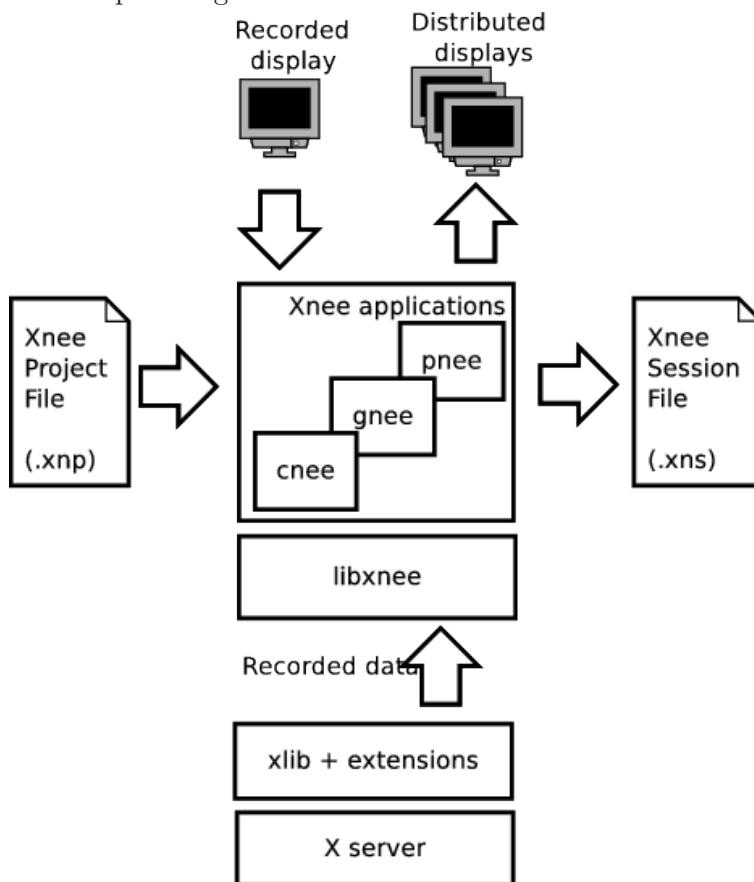 Recorded
display
Distributed
displays
Xnee applications
pnee
gnee
cnee
Xnee
Project
File
(.xnp)
Xnee
Session
File
(.xns)
libxnee
Recorded data
xlib + extensions
X server